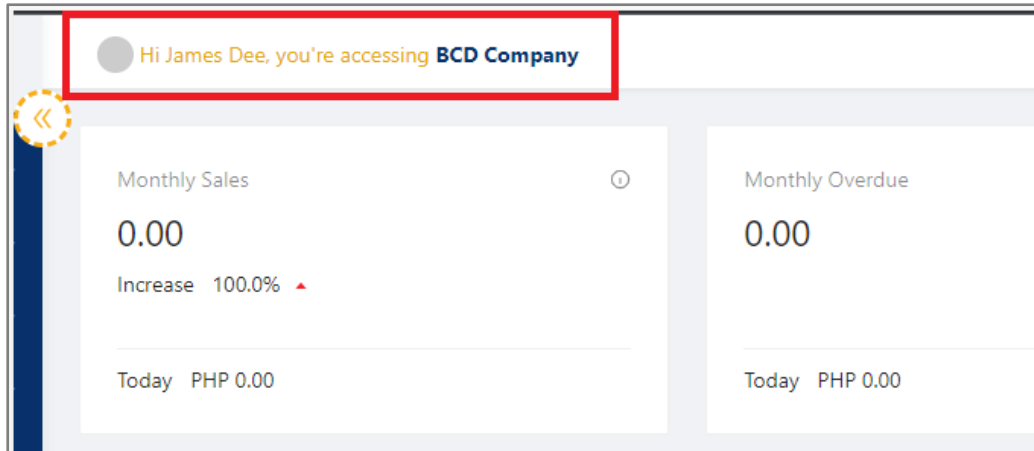 Hi James Dee, you're accessing BCD Company
Monthly Sales
0.00
Increase 100.0%
Today PHP 0.00
Monthly Overdue
0.00
Today PHP 0.00